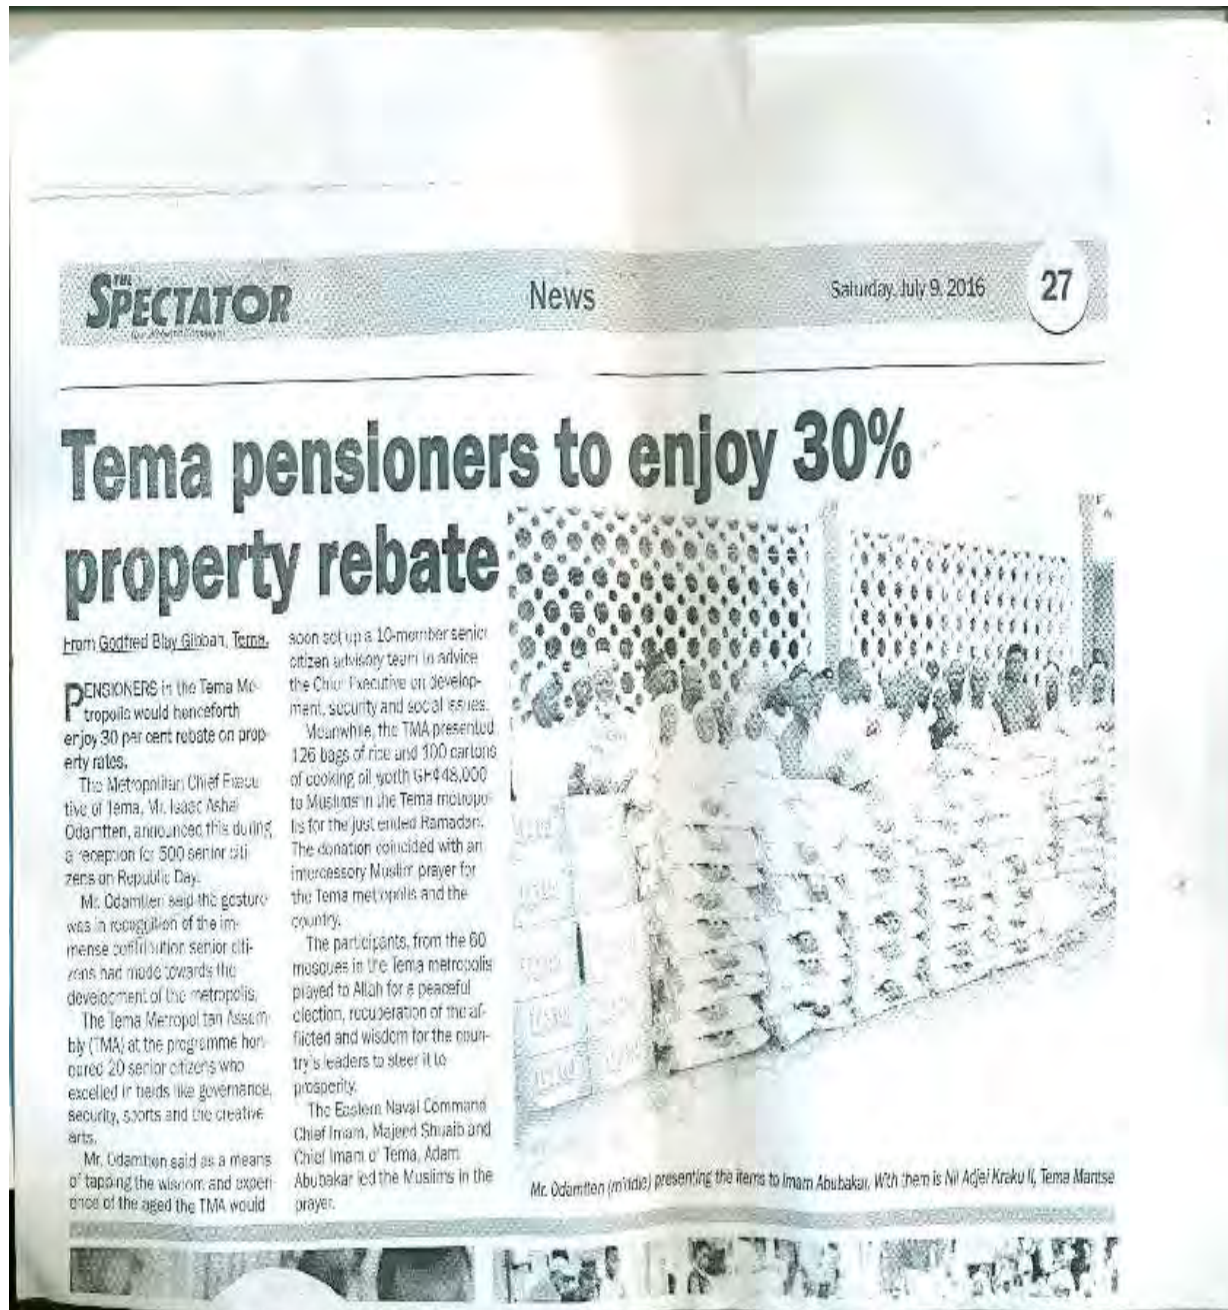 THE
SPECTATOR
News
Saturday, July 9, 2016
27
Tema pensioners to enjoy 30%
property rebate
From Godfred Blay Gibbah, Tema.
PENSIONERS in the Tema Me-
tropolis would henceforth
enjoy 30 per cent rebate on prop-
erty rates.
The Metropolitan Chief Execu-
tive of Tema, Mr. Isaac Ashai
Odamtten, announced this during
a reception for 500 senior citi-
zens on Republic Day.
Mr. Odamtten said the gesture
was in recognition of the im-
mense contribution senior citi-
zens had made towards the
development of the metropolis.
The Tema Metropolitan Assem-
bly (TMA) at the programme hon-
oured 20 senior citizens who
excelled in fields like governance,
security, sports and the creative
arts.
Mr. Odamtten said as a means
of tapping the wisdom and experi-
ence of the aged the TMA would
soon set up a 10-member senior
citizen advisory team to advice
the Chief Executive on develop-
ment, security and social issues.
Meanwhile, the TMA presented
126 bags of rice and 100 cartons
of cooking oil worth GH¢48,000
to Muslims in the Tema metropo-
lis for the just ended Ramadan.
The donation coincided with an
intercessory Muslim prayer for
the Tema metropolis and the
country.
The participants, from the 60
mosques in the Tema metropolis
prayed to Allah for a peaceful
election, recuperation of the af-
flicted and wisdom for the coun-
try's leaders to steer it to
prosperity.
The Eastern Naval Command
Chief Imam, Majeed Shuaib and
Chief Imam of Tema, Adam
Abubakar led the Muslims in the
prayer.
Mr. Odamtten (middle) presenting the items to Imam Abubakar. With them is Nii Adjei Kraku II, Tema Mantse